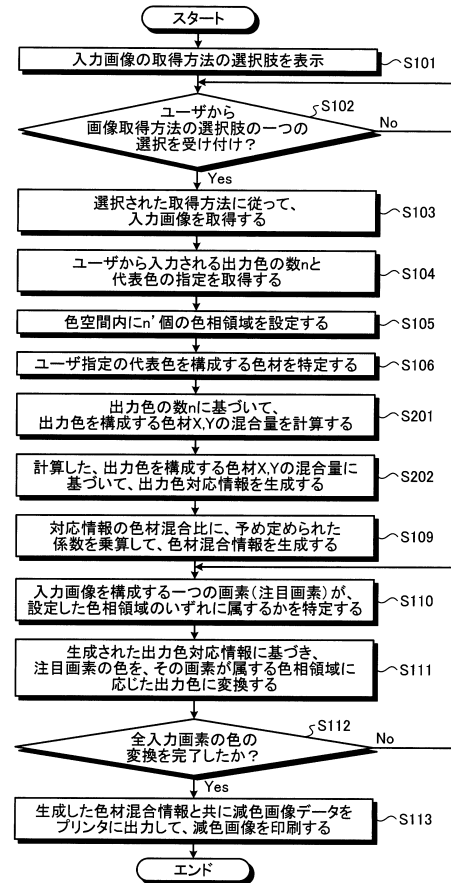 スタート
入力画像の取得方法の選択肢を表示
S101
S102
ユーザから
画像取得方法の選択肢の一つの
選択を受け付け？
No
Yes
選択された取得方法に従って、
入力画像を取得する
S103
ユーザから入力される出力色の数nと
代表色の指定を取得する
S104
色空間内にn'個の色相領域を設定する
S105
ユーザ指定の代表色を構成する色材を特定する
S106
出力色の数nに基づいて、
出力色を構成する色材X,Yの混合量を計算する
S201
計算した、出力色を構成する色材X,Yの混合量に
基づいて、出力色対応情報を生成する
S202
対応情報の色材混合比に、予め定められた
係数を乗算して、色材混合情報を生成する
S109
入力画像を構成する一つの画素(注目画素)が、
設定した色相領域のいずれに属するかを特定する
S110
生成された出力色対応情報に基づき、
注目画素の色を、その画素が属する色相領域に
応じた出力色に変換する
S111
S112
全入力画素の色の
変換を完了したか？
No
Yes
生成した色材混合情報と共に減色画像データを
プリンタに出力して、減色画像を印刷する
S113
エンド